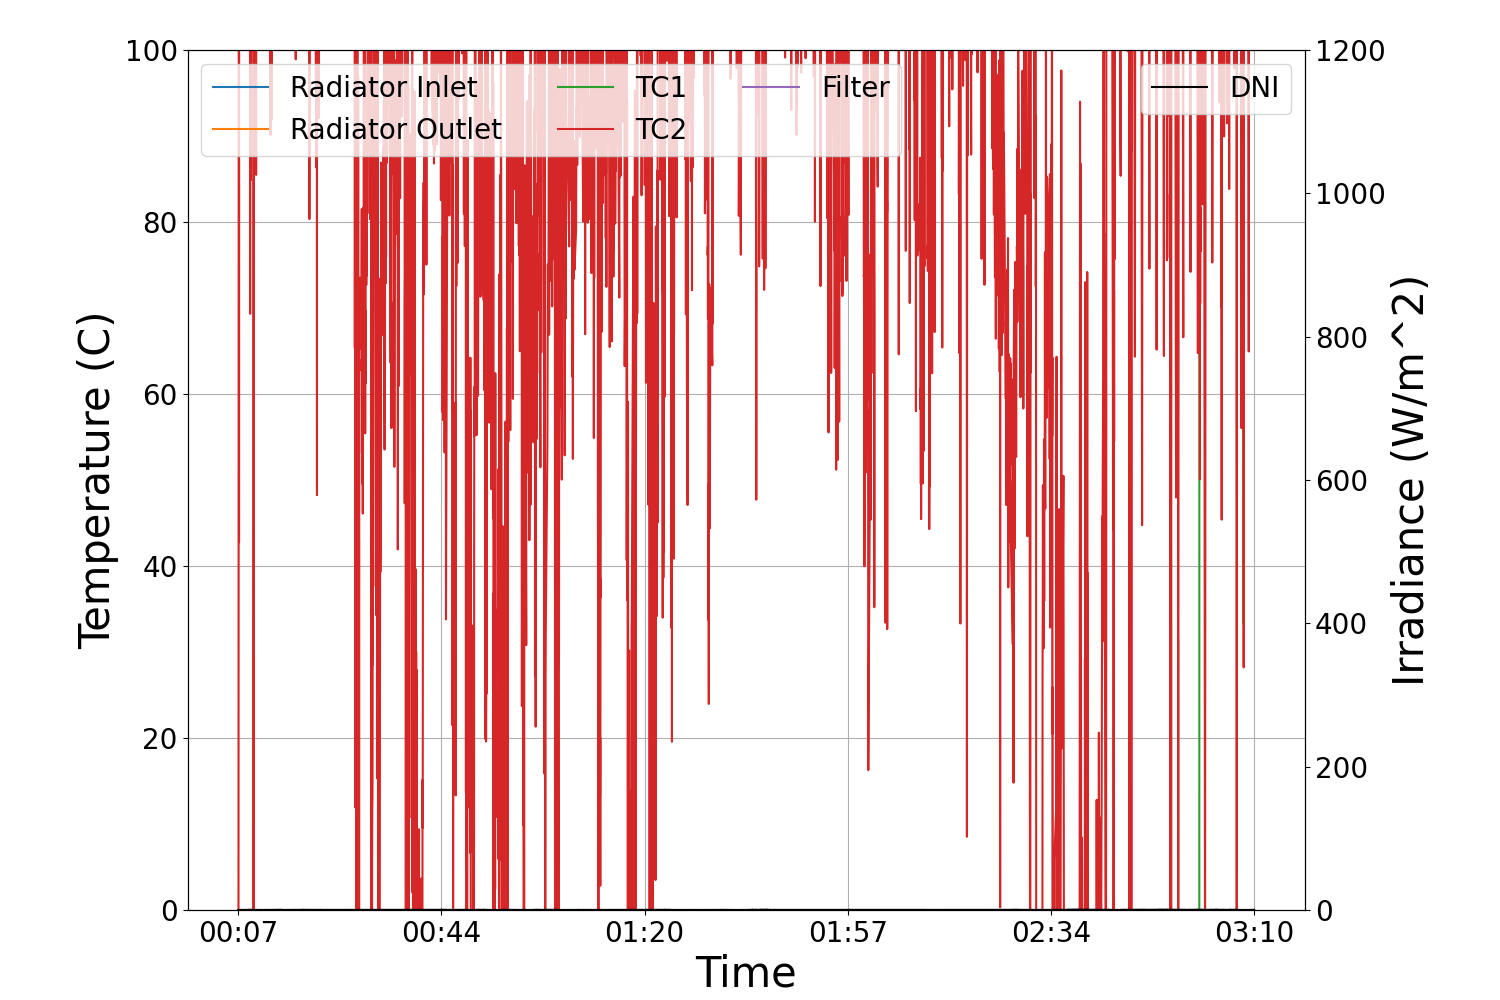 100
80
60
40
20
0
Temperature (C)
Radiator Inlet
Radiator Outlet
TC1
TC2
Filter
DNI
1200
1000
800
600
400
200
0
Irradiance (W/m^2)
00:07 00:44 01:20 01:57 02:34 03:10
Time